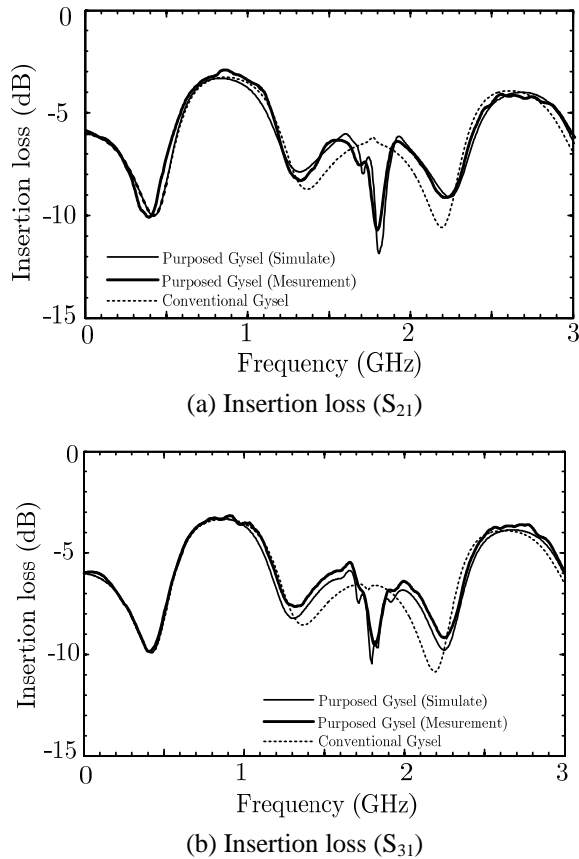 0
-5
-10
-15
Insertion loss (dB)
Purposed Gysel (Simulate)
Purposed Gysel (Mesurement)
Conventional Gysel
0
1
2
3
Frequency (GHz)
(a) Insertion loss (S21)
0
-5
-10
-15
Insertion loss (dB)
Purposed Gysel (Simulate)
Purposed Gysel (Mesurement)
Conventional Gysel
0
1
2
3
Frequency (GHz)
(b) Insertion loss (S31)